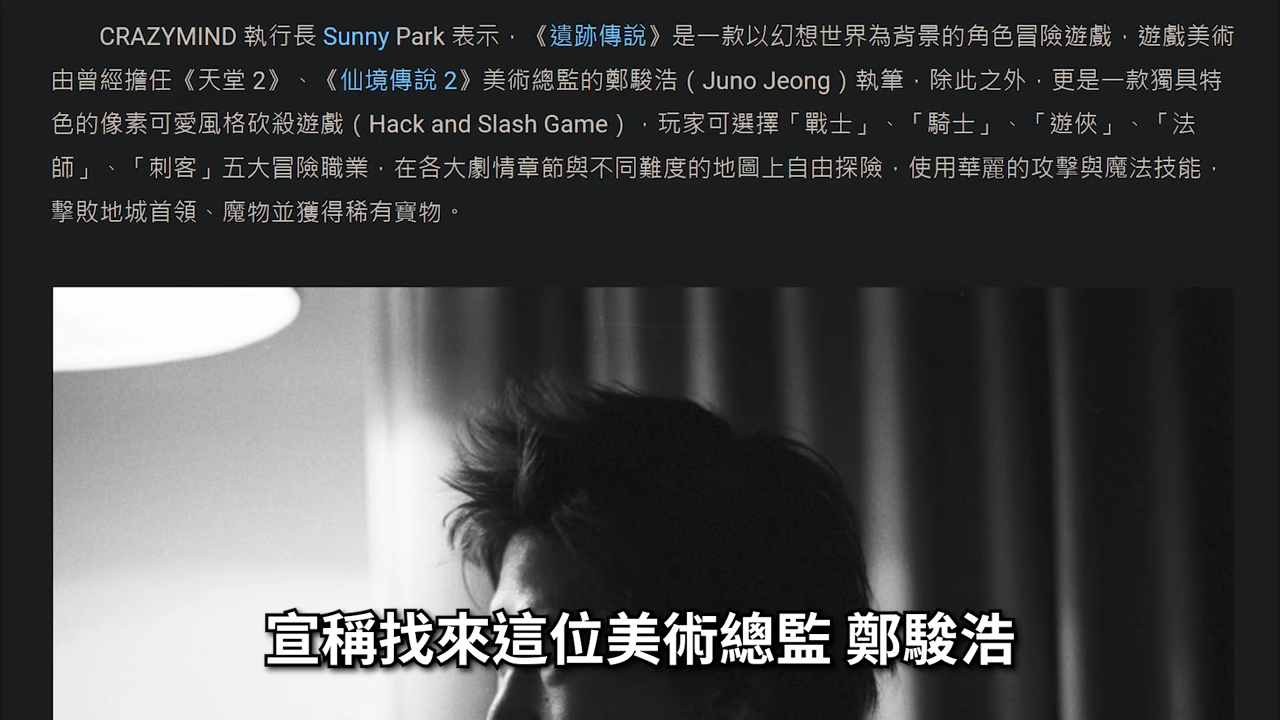 CRAZYMIND 執行長 Sunny Park 表示，《遺跡傳說》是一款以幻想世界為背景的角色冒險遊戲，遊戲美術
由曾經擔任《天堂 2》、《仙境傳說 2》美術總監的鄭駿浩（Juno Jeong）執筆，除此之外，更是一款獨具特
色的像素可愛風格砍殺遊戲（Hack and Slash Game），玩家可選擇「戰士」、「騎士」、「遊俠」、「法
師」、「刺客」五大冒險職業，在各大劇情章節與不同難度的地圖上自由探險，使用華麗的攻擊與魔法技能，
擊敗地城首領、魔物並獲得稀有寶物。
宣稱找來這位美術總監 鄭駿浩